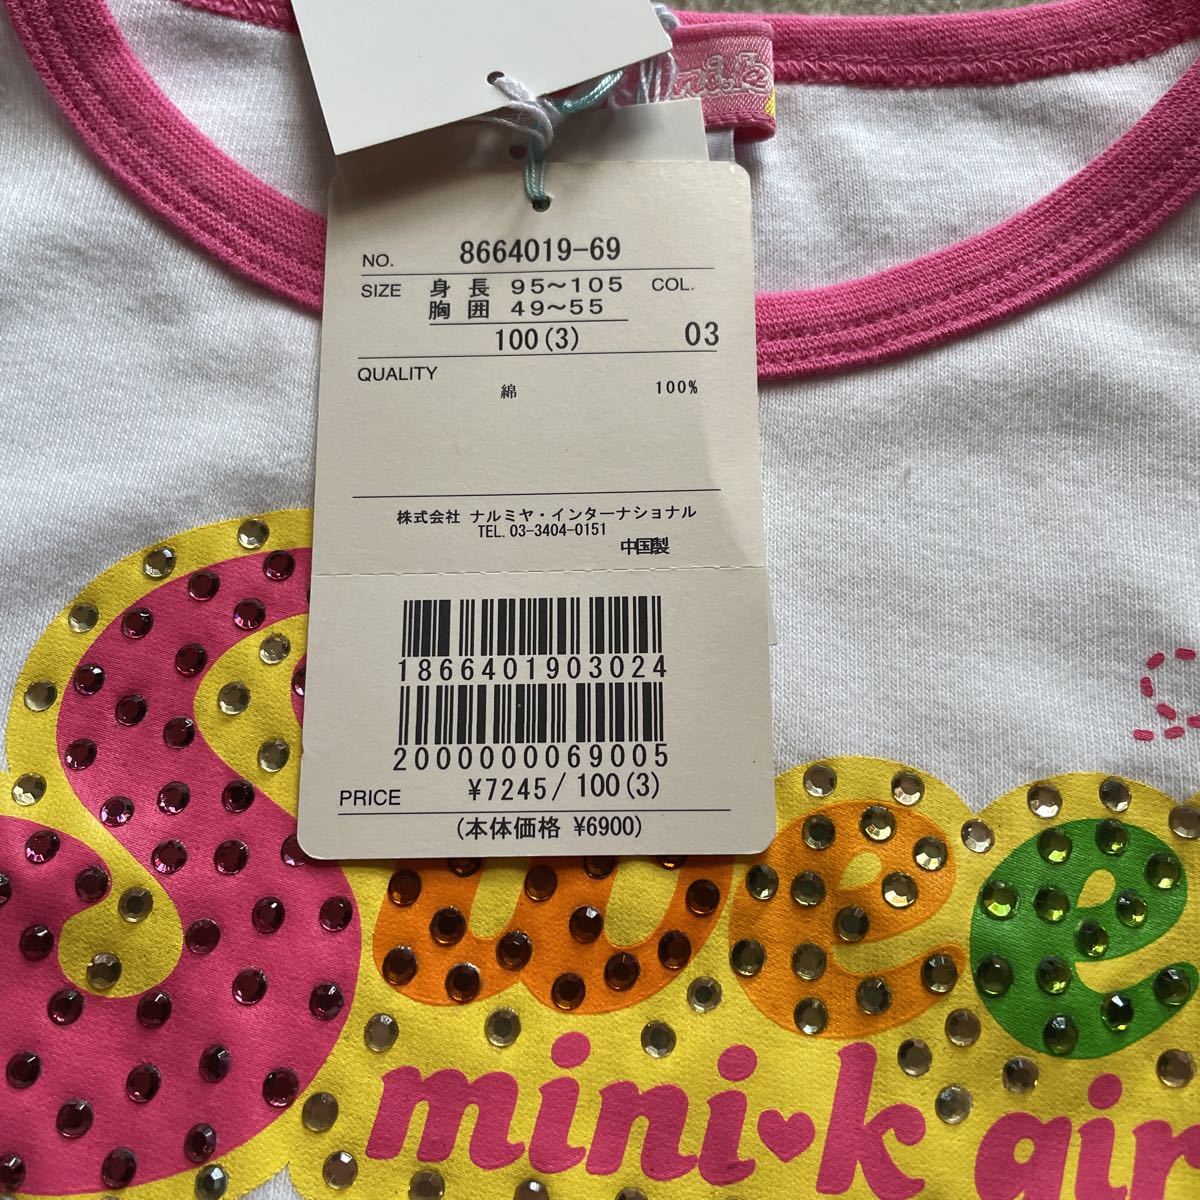 NO. 8664019-69
SIZE 身長 95~105 COL.
胸囲 49~55
100(3) 03
QUALITY
綿 100%
株式会社 ナルミヤ・インターナショナル
TEL. 03-3404-0151
中国製
1866401903024
2000000069005
PRICE ¥7245/100(3)
(本体価格 ¥6900)
Swee
mini♥k gir